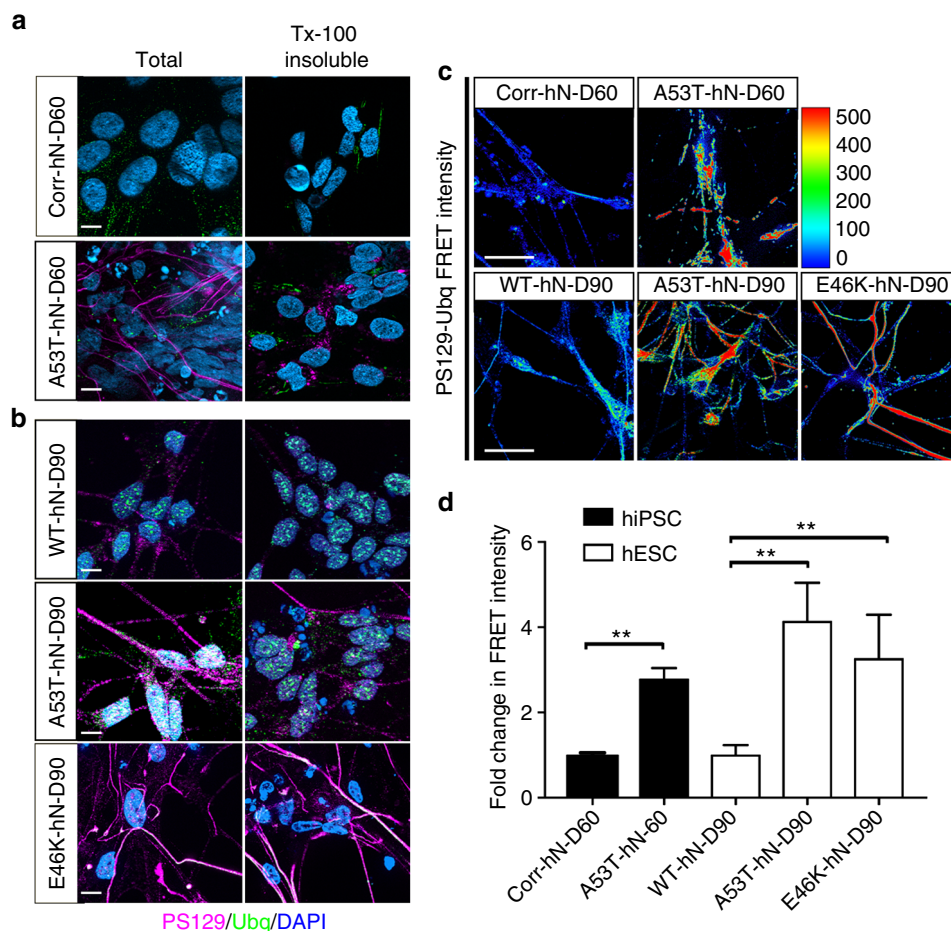 a
Total
Tx-100
insoluble
Corr-hN-D60
A53T-hN-D60
b
WT-hN-D90
A53T-hN-D90
E46K-hN-D90
PS129/Ubq/DAPI
c
PS129-Ubq FRET intensity
Corr-hN-D60
A53T-hN-D60
500
300
200
100
0
WT-hN-D90
A53T-hN-D90
E46K-hN-D90
d
hiPSC
hESC
Fold change in FRET intensity
6
4
2
0
**
**
**
Corr-hN-D60
A53T-hN-60
WT-hN-D90
A53T-hN-D90
E46K-hN-D90